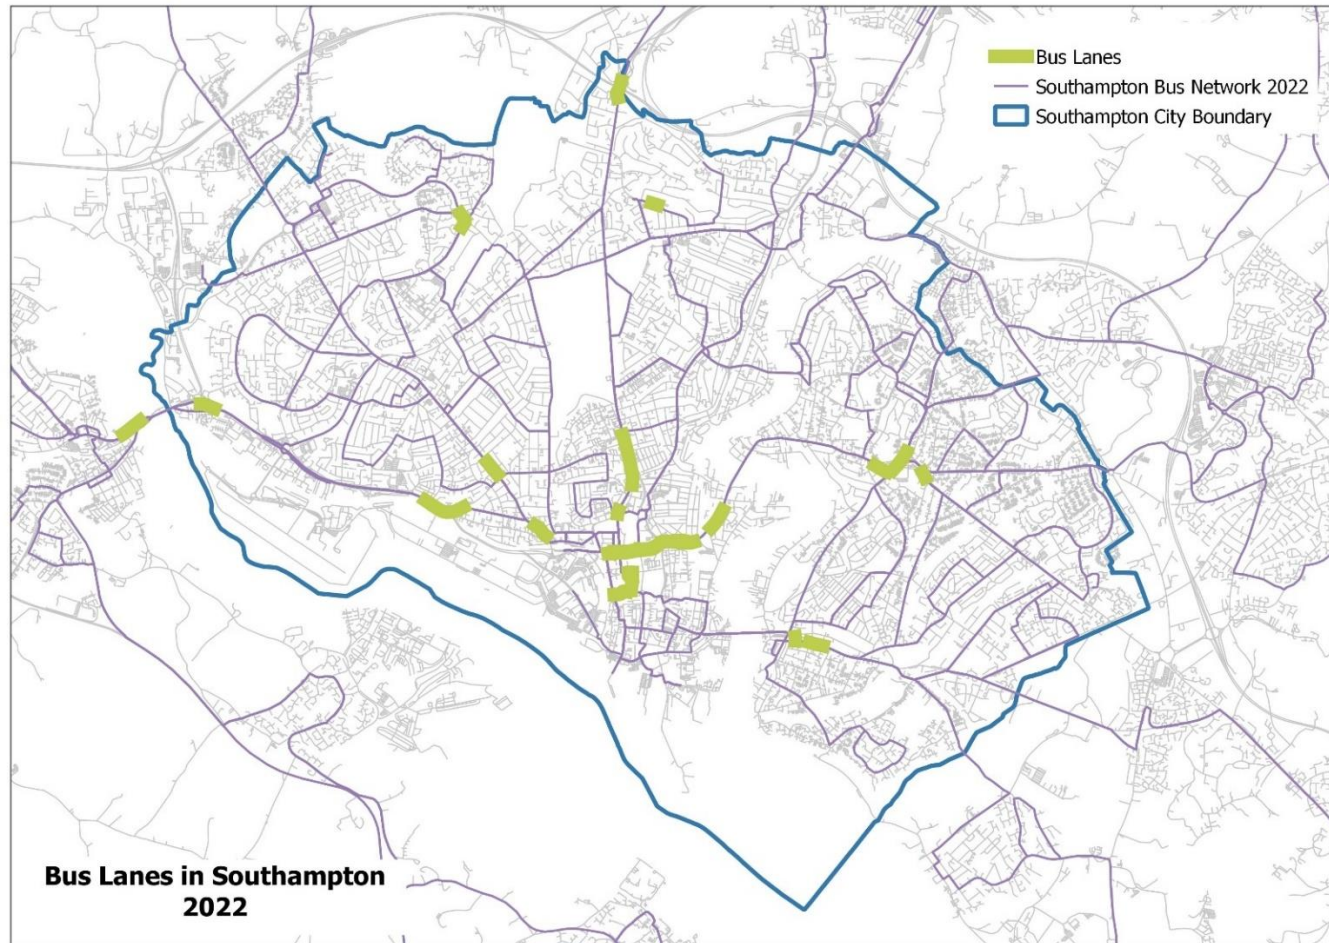 Bus Lanes
Southampton Bus Network 2022
Southampton City Boundary
Bus Lanes in Southampton
2022